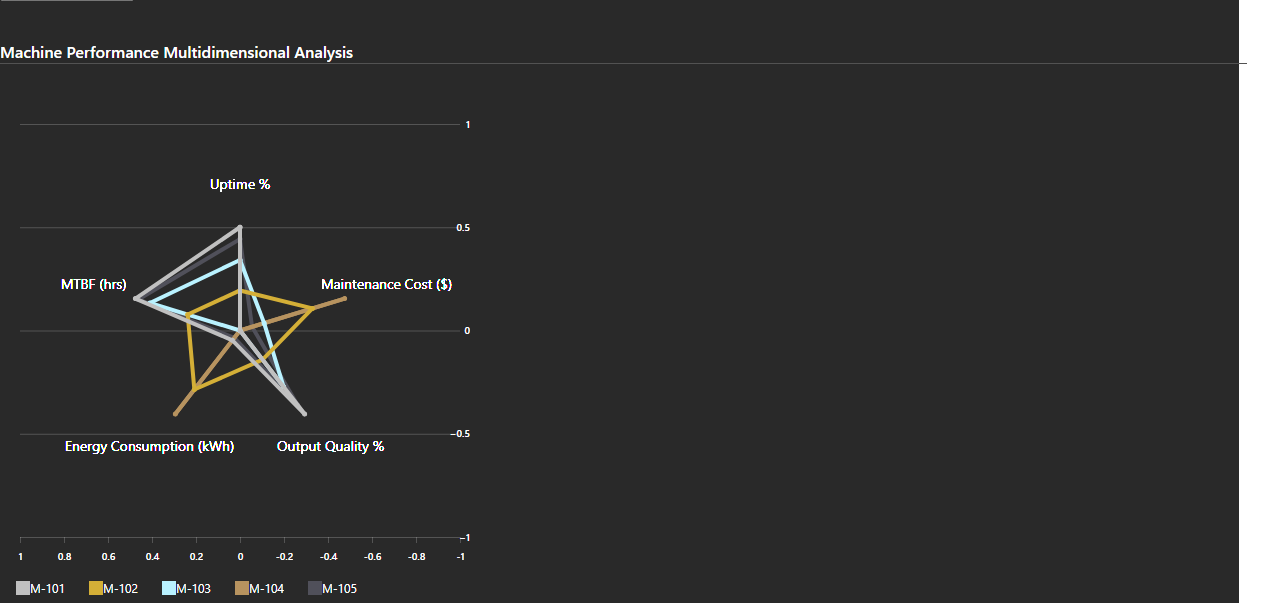 Machine Performance Multidimensional Analysis
1
Uptime %
0.5
MTBF (hrs)
Maintenance Cost ($)
0
-0.5
Energy Consumption (kWh)
Output Quality %
-1
1 0.8 0.6 0.4 0.2 0 -0.2 -0.4 -0.6 -0.8 -1
M-101 M-102 M-103 M-104 M-105